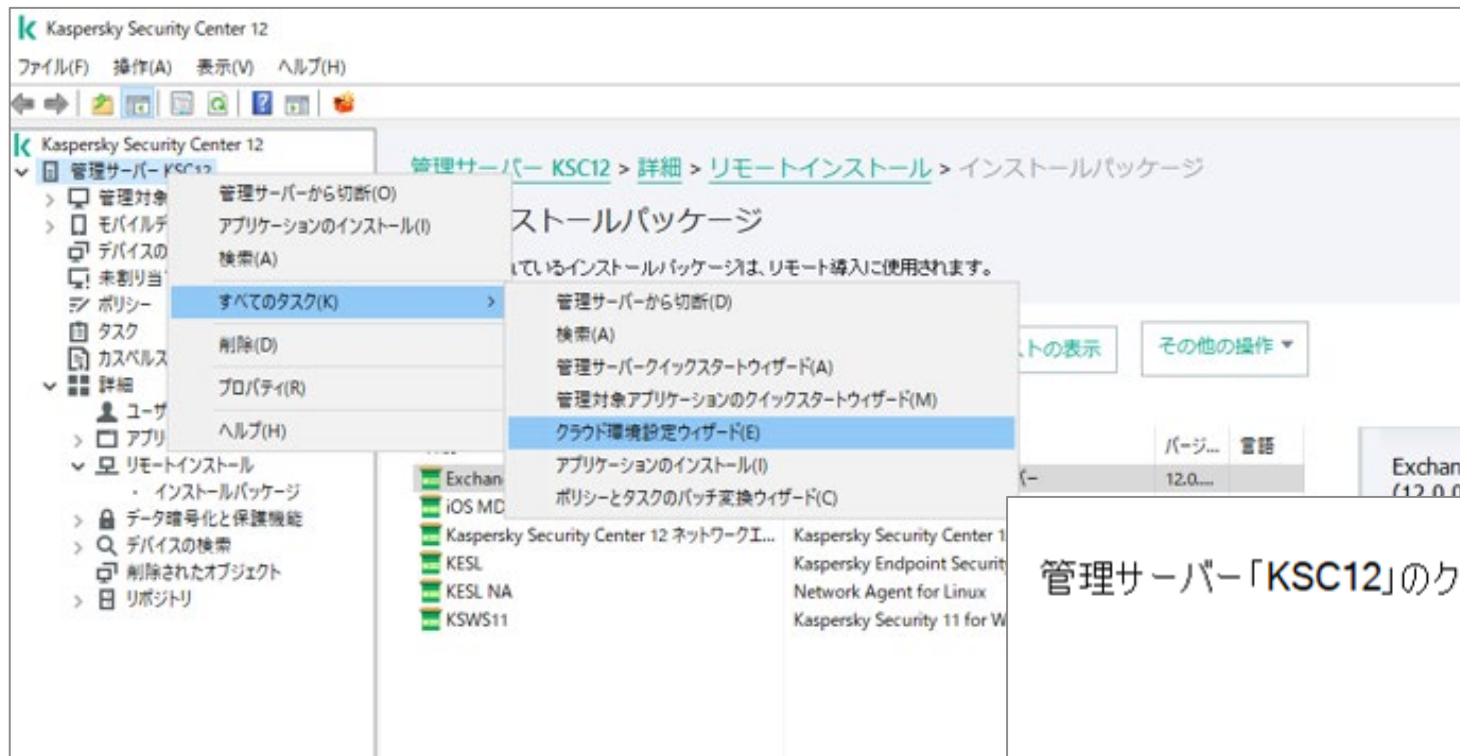 Kaspersky Security Center 12
ファイル(F) 操作(A) 表示(V) ヘルプ(H)
Kaspersky Security Center 12
管理サーバー KSC12
管理対象
モバイルデ
デバイスの
未割り当
ポリシー
タスク
カスペルス
詳細
ユーザ
アプリ
リモートインストール
インストールパッケージ
データ暗号化と保護機能
デバイスの検索
削除されたオブジェクト
リポジトリ
管理サーバーから切断(O)
アプリケーションのインストール(I)
検索(A)
すべてのタスク(K)
削除(D)
プロパティ(R)
ヘルプ(H)
管理サーバーから切断(D)
検索(A)
管理サーバークイックスタートウィザード(A)
管理対象アプリケーションのクイックスタートウィザード(M)
クラウド環境設定ウィザード(E)
アプリケーションのインストール(I)
ポリシーとタスクのバッチ変換ウィザード(C)
管理サーバー KSC12 > 詳細 > リモートインストール > インストールパッケージ
ストールパッケージ
れているインストールパッケージは、リモート導入に使用されます。
ストの表示 その他の操作
バージ... 言語
Exchan 12.0....
iOS MD
Kaspersky Security Center 12 ネットワークエ... Kaspersky Security Center 1
KESL Kaspersky Endpoint Securit
KESL NA Network Agent for Linux
KSWS11 Kaspersky Security 11 for W
Exchan
(12.0.0
管理サーバー「KSC12」のク